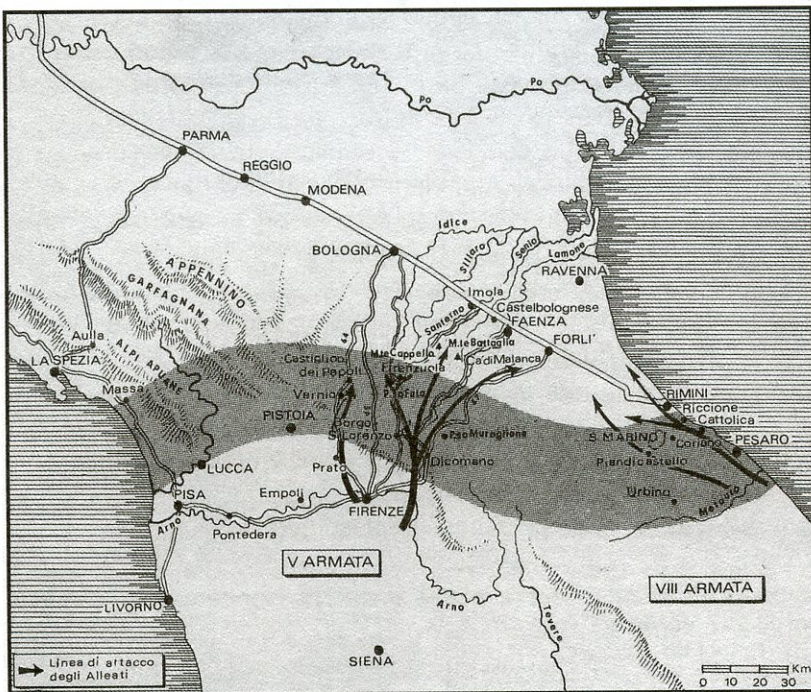 Po
Po
PARMA
REGGIO
MODENA
BOLOGNA
Idice
Sillaro
Senio
Lamone
RAVENNA
APPENNINO
GARFAGNANA
ALPI APUANE
Aulla
LA SPEZIA
Massa
Imola
Santerno
Castelbolognese
FAENZA
FORLI'
M.te Battaglia
M.te Cappello
Ca' di Malanca
Castiglion
dei Pepoli
Firenzuola
Vernio
PISTOIA
Borgo
S. Lorenzo
P.so Muraglione
Dicomano
Prato
LUCCA
PISA
Arno
Empoli
Pontedera
FIRENZE
RIMINI
Riccione
Cattolica
S. MARINO
Coriano
PESARO
Piandicastello
Urbino
Metauro
V ARMATA
VIII ARMATA
Arno
Tevere
LIVORNO
SIENA
Linea di attacco
degli Alleati
0 10 20 30 Km